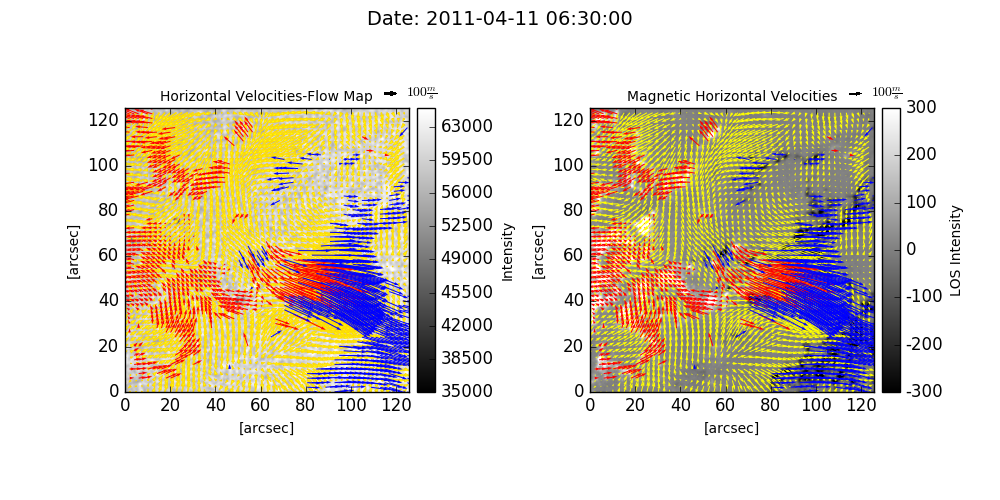 Date: 2011-04-11 06:30:00
Horizontal Velocities-Flow Map
100 m/s
Magnetic Horizontal Velocities
100 m/s
120
100
80
60
40
20
0
[arcsec]
0 20 40 60 80 100 120
[arcsec]
63000
59500
56000
52500
49000
45500
42000
38500
35000
Intensity
120
100
80
60
40
20
0
[arcsec]
0 20 40 60 80 100 120
[arcsec]
300
200
100
0
-100
-200
-300
LOS Intensity